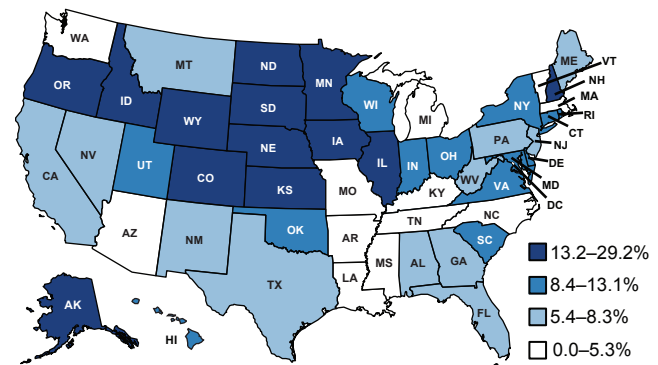 WA
MT
ND
MN
ME
VT
NH
MA
RI
CT
NJ
DE
MD
DC
OR
ID
WY
SD
WI
MI
NY
PA
NE
IA
IL
IN
OH
WV
VA
NV
UT
CO
KS
MO
KY
CA
AZ
NM
OK
AR
TN
NC
SC
TX
LA
MS
AL
GA
FL
AK
HI
13.2–29.2%
8.4–13.1%
5.4–8.3%
0.0–5.3%